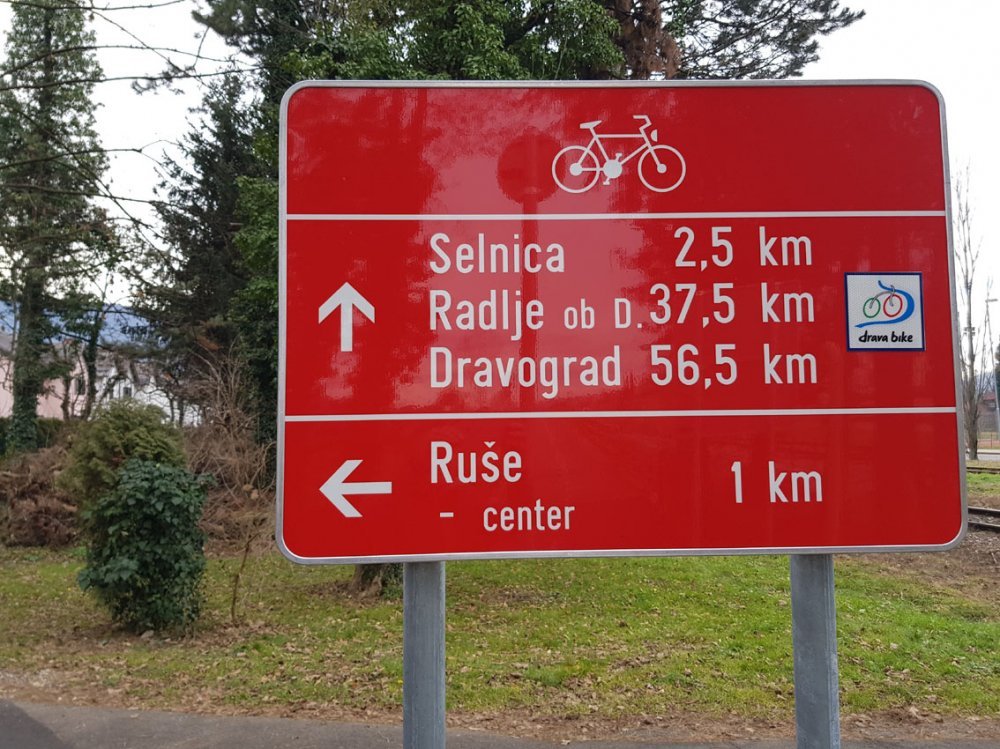 Selnica 2,5 km
Radlje ob D. 37,5 km
Dravograd 56,5 km
drava bike
Ruše 1 km
- center